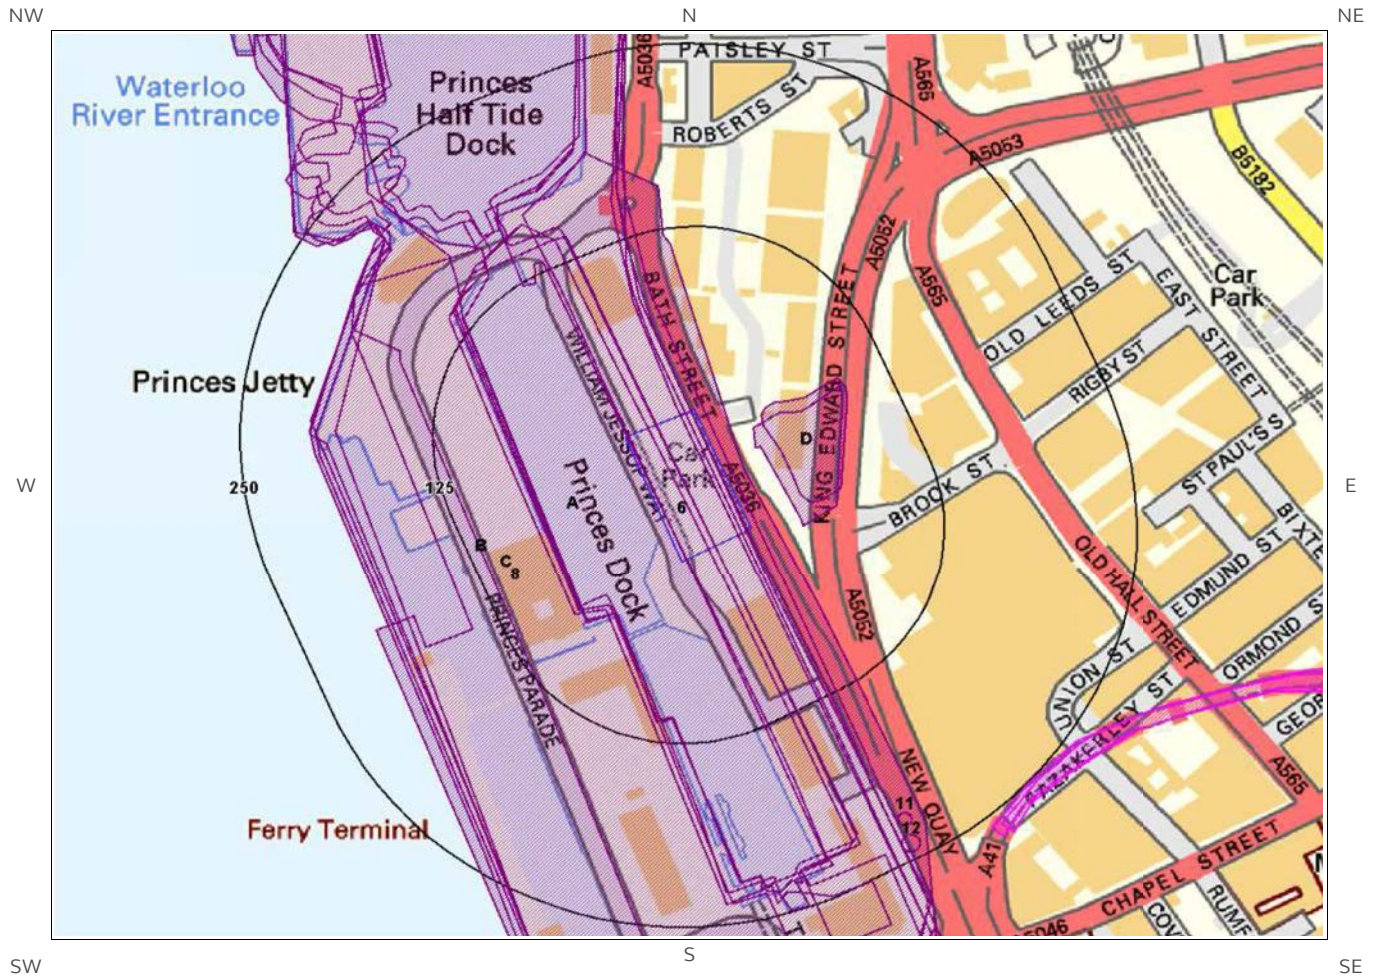 NW
N
NE
PAISLEY ST
A5036
A565
Waterloo
River Entrance
Princes
Half Tide
Dock
ROBERTS ST
A5053
B5182
A5052
BATH STREET
A565
OLD LEEDS ST
EAST STREET
Car
Park
KING EDWARD STREET
WILLIAM JESSOP WAY
Princes Jetty
RIGBY ST
D
ST PAUL'S S
Car
Park
A5036
BROOK ST
W
250
125
A
6
E
Princes Dock
BIXTE
B
C
8
OLD HALL STREET
EDMUND ST
PRINCES PARADE
A5052
ORMOND S
UNION ST
GEOR
FAZAKERLEY ST
NEW QUAY
A565
11
12
Ferry Terminal
A41
CHAPEL STREET
RUMF
COV
5046
T
SW
S
SE